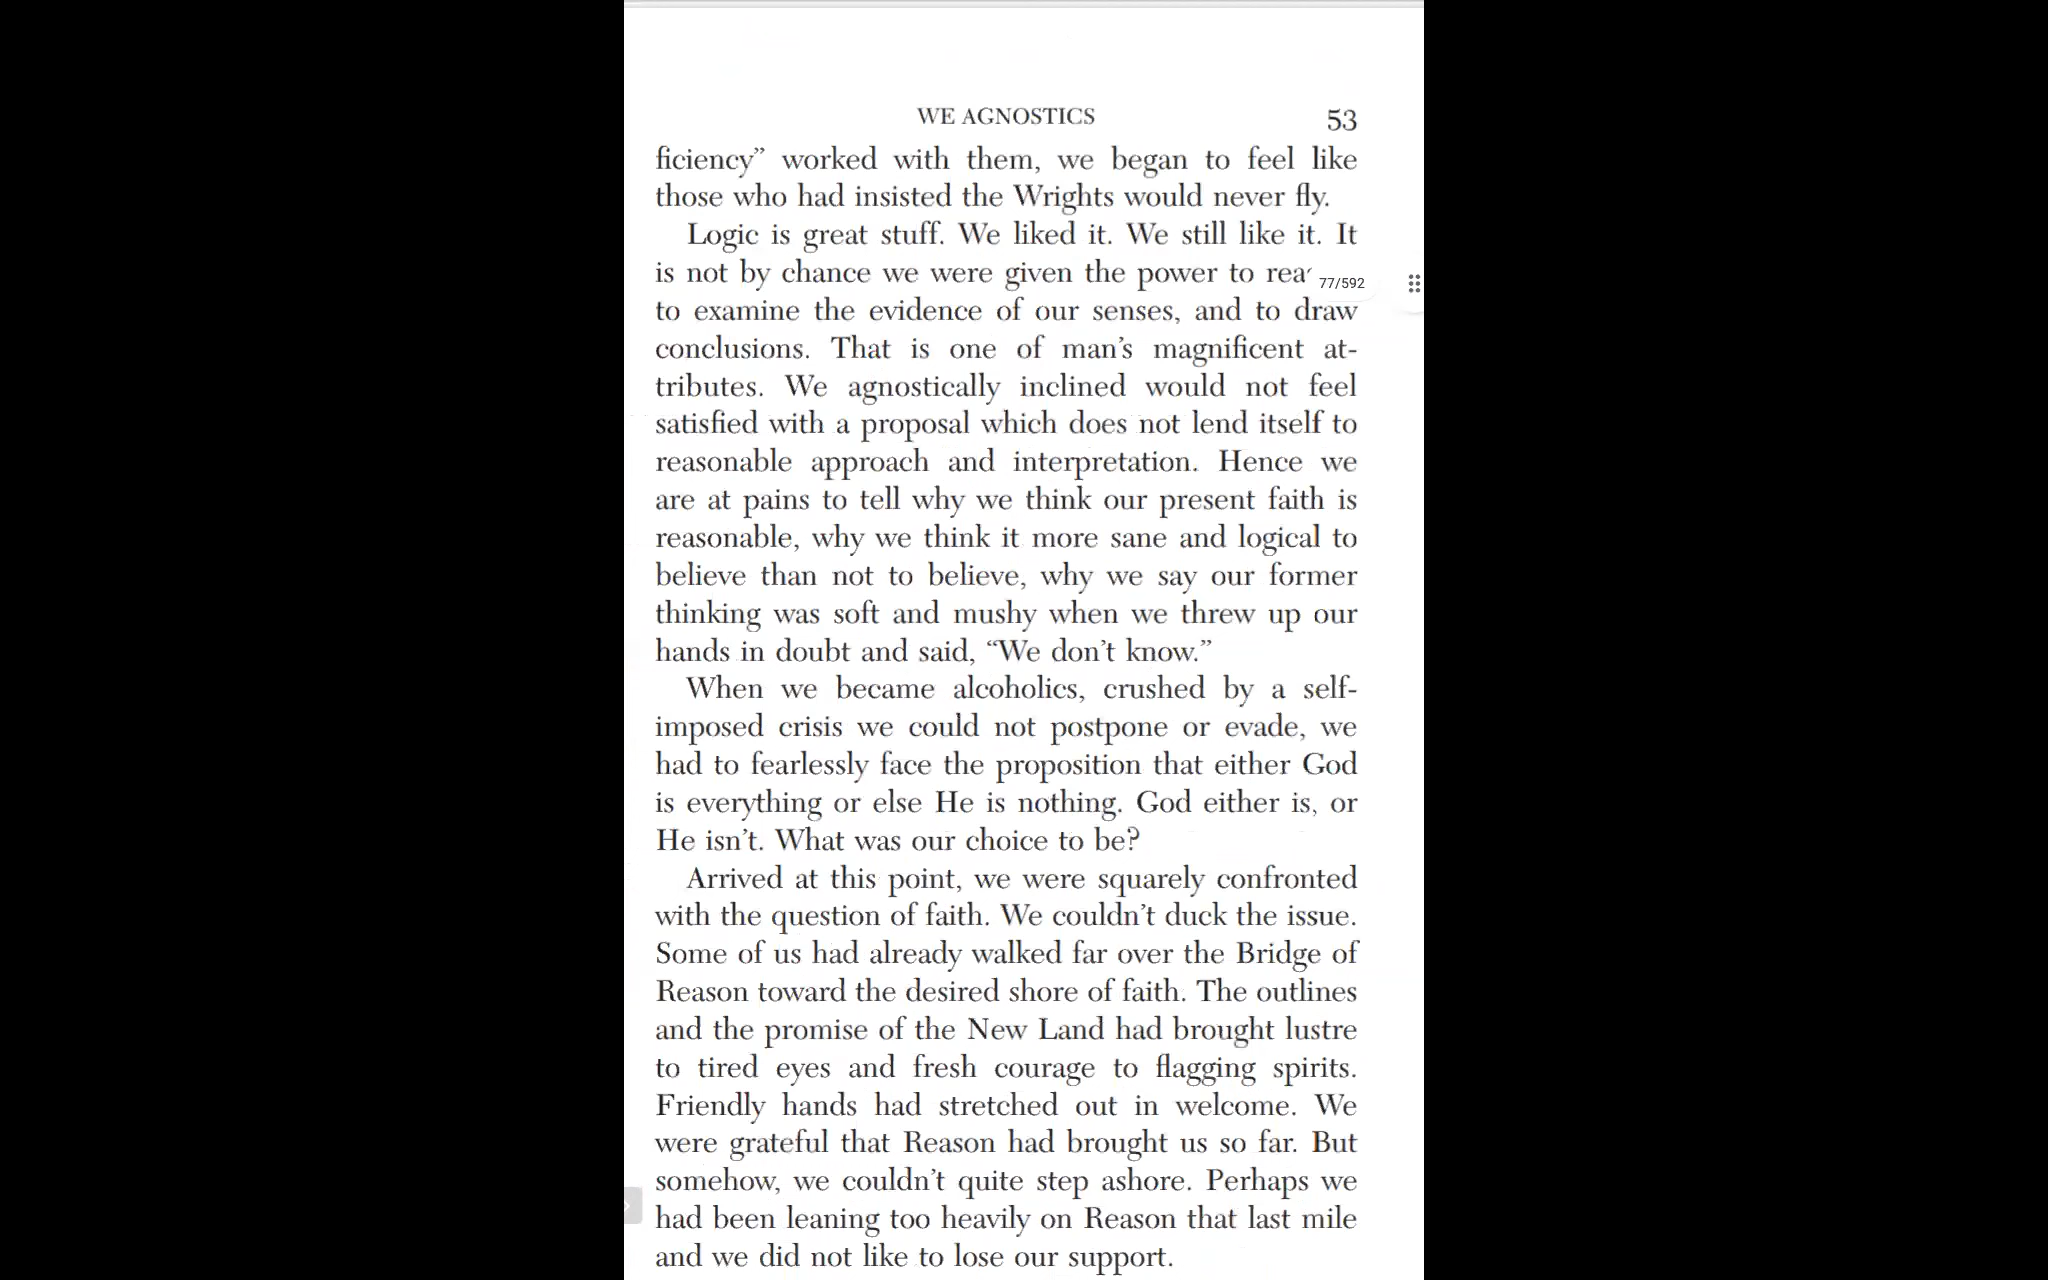 WE AGNOSTICS 53
ficiency” worked with them, we began to feel like
those who had insisted the Wrights would never fly.
Logic is great stuff. We liked it. We still like it. It
is not by chance we were given the power to rea
77/592
to examine the evidence of our senses, and to draw
conclusions. That is one of man’s magnificent at-
tributes. We agnostically inclined would not feel
satisfied with a proposal which does not lend itself to
reasonable approach and interpretation. Hence we
are at pains to tell why we think our present faith is
reasonable, why we think it more sane and logical to
believe than not to believe, why we say our former
thinking was soft and mushy when we threw up our
hands in doubt and said, “We don’t know.”
When we became alcoholics, crushed by a self-
imposed crisis we could not postpone or evade, we
had to fearlessly face the proposition that either God
is everything or else He is nothing. God either is, or
He isn’t. What was our choice to be?
Arrived at this point, we were squarely confronted
with the question of faith. We couldn’t duck the issue.
Some of us had already walked far over the Bridge of
Reason toward the desired shore of faith. The outlines
and the promise of the New Land had brought lustre
to tired eyes and fresh courage to flagging spirits.
Friendly hands had stretched out in welcome. We
were grateful that Reason had brought us so far. But
somehow, we couldn’t quite step ashore. Perhaps we
had been leaning too heavily on Reason that last mile
and we did not like to lose our support.